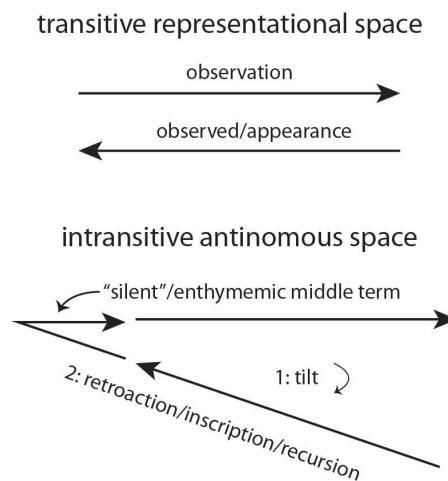 transitive representational space
observation
observed/appearance
intransitive antinomous space
“silent”/enthymemic middle term
1: tilt
2: retroaction/inscription/recursion